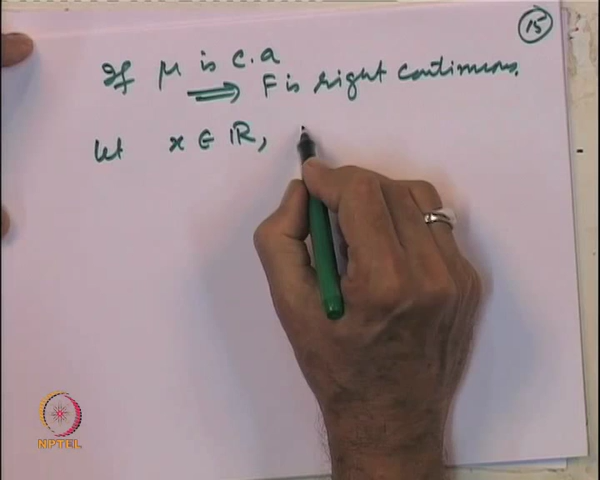 15
If μ is c.a
⟹ F is right continuous.
Let x ∈ ℝ,
NPTEL